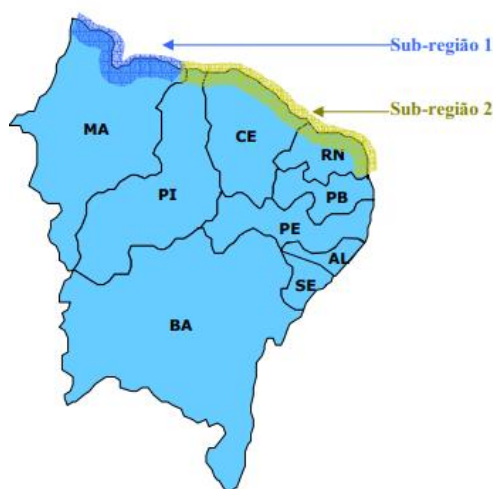 Sub-região 1
Sub-região 2
MA
CE
RN
PI
PB
PE
AL
SE
BA